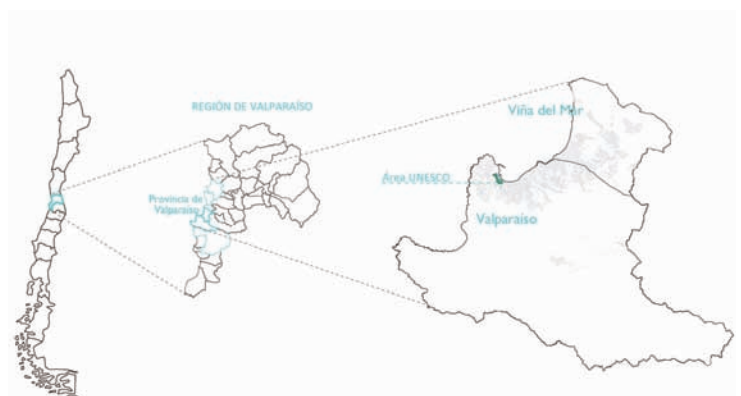 REGIÓN DE VALPARAÍSO
Viña del Mar
Área UNESCO
Provincia de
Valparaíso
Valparaíso